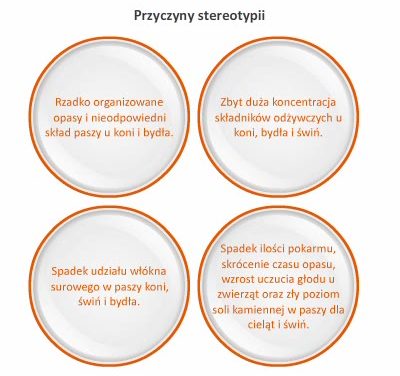 Przyczyny stereotypii
Rzadko organizowane
opasy i nieodpowiedni
skład paszy u koni i bydła.
Zbyt duża koncentracja
składników odżywczych u
koni, bydła i świń.
Spadek udziału włókna
surowego w paszy koni,
świń i bydła.
Spadek ilości pokarmu,
skrócenie czasu opasu,
wzrost uczucia głodu u
zwierząt oraz zły poziom
soli kamiennej w paszy dla
cieląt i świń.